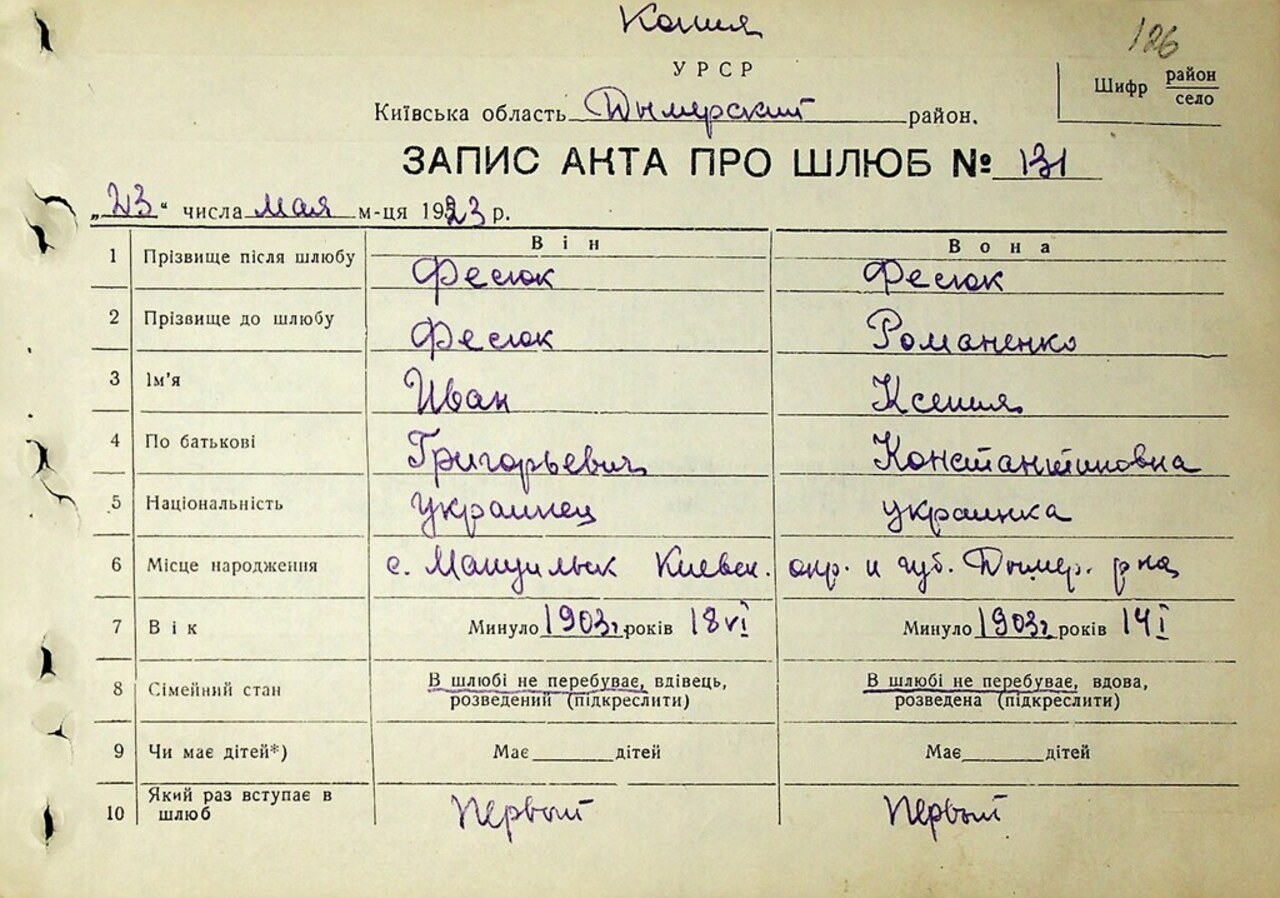 Копия
126
УРСР
Шифр район
село
Київська область Дымерский район.
ЗАПИС АКТА ПРО ШЛЮБ № 131
„23“ числа мая м-ця 1923 р.
Він Вона
1 Прізвище після шлюбу Фесюк Фесюк
2 Прізвище до шлюбу Фесюк Романенко
3 Ім'я Иван Ксения
4 По батькові Григорьевич Константиновна
5 Національність Украинец украинка
6 Місце народження с. Киевск. окр. и губ. Дымер. р на
7 Вік Минуло 1903г. років 18 VI Минуло 1903г років 14 I
8 Сімейний стан В шлюбі не перебуває, вдівець, В шлюбі не перебуває, вдова,
розведений (підкреслити) розведена (підкреслити)
9 Чи має дітей*) Має дітей Має дітей
10 Який раз вступає в
шлюб Первый Первый